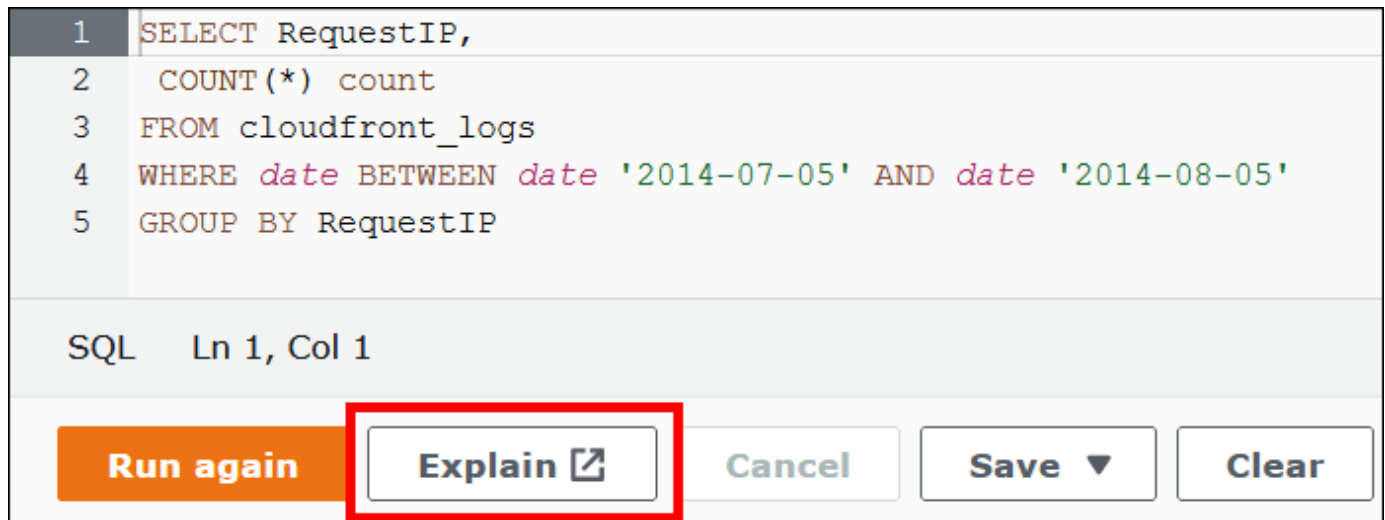 1 SELECT RequestIP,
2 COUNT(*) count
3 FROM cloudfront_logs
4 WHERE date BETWEEN date '2014-07-05' AND date '2014-08-05'
5 GROUP BY RequestIP
SQL Ln 1, Col 1
Run again Explain Cancel Save ▼ Clear